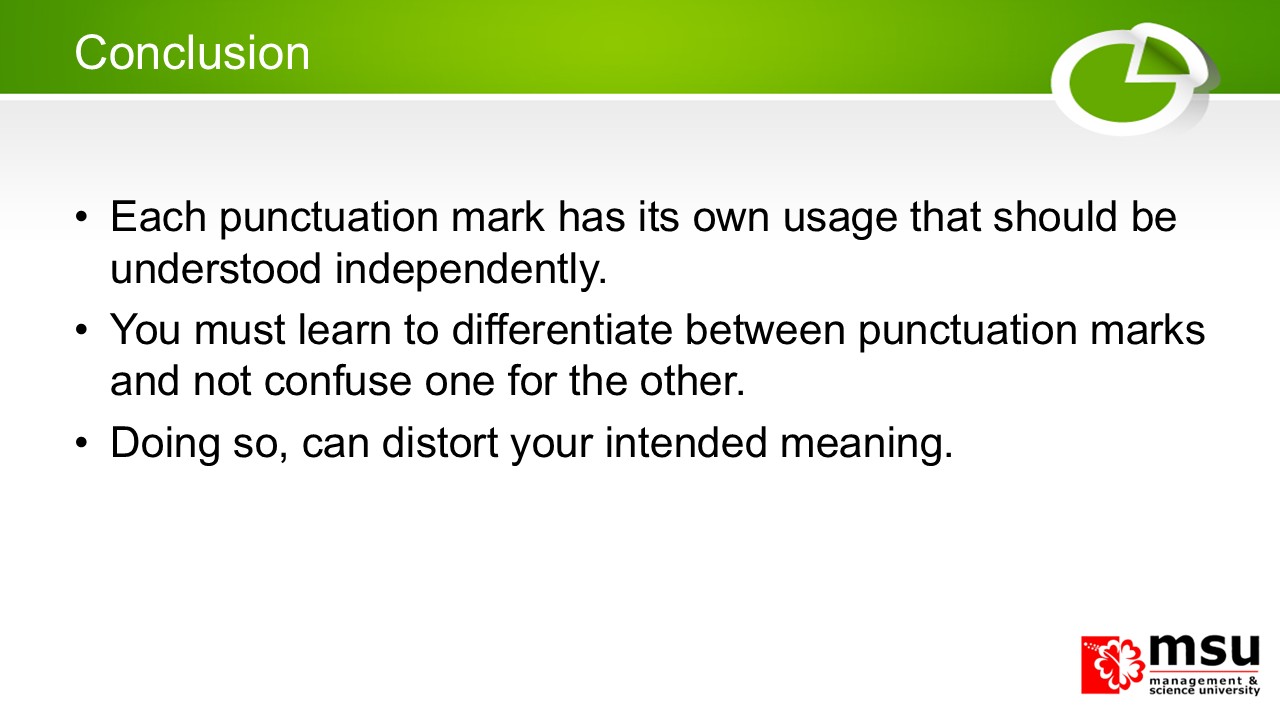 Conclusion
• Each punctuation mark has its own usage that should be
understood independently.
• You must learn to differentiate between punctuation marks
and not confuse one for the other.
• Doing so, can distort your intended meaning.
msu
management &
science university